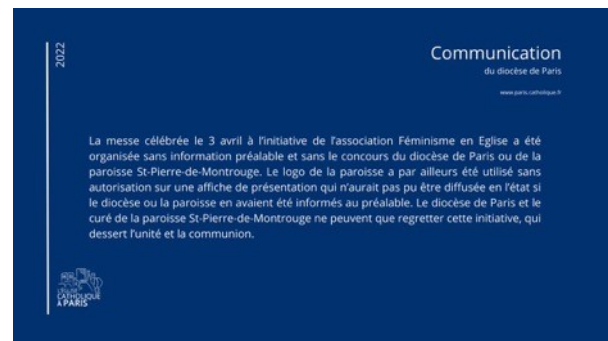 2022
Communication
du diocèse de Paris
www.paris.catholique.fr
La messe célébrée le 3 avril à l'initiative de l'association Féminisme en Eglise a été
organisée sans information préalable et sans le concours du diocèse de Paris ou de la
paroisse St-Pierre-de-Montrouge. Le logo de la paroisse a par ailleurs été utilisé sans
autorisation sur une affiche de présentation qui n'aurait pas pu être diffusée en l'état si
le diocèse ou la paroisse en avaient été informés au préalable. Le diocèse de Paris et le
curé de la paroisse St-Pierre-de-Montrouge ne peuvent que regretter cette initiative, qui
dessert l'unité et la communion.
L'ÉGLISE
CATHOLIQUE
À PARIS